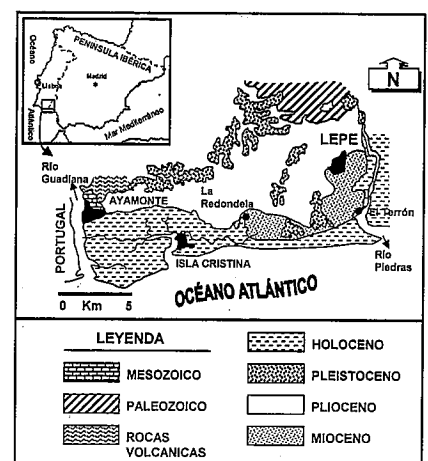 Océano
Atlántico
PENINSULA IBÉRICA
Madrid
Lisboa
Mar Mediterráneo
N
Río
Guadiana
PORTUGAL
AYAMONTE
La
Redondela
LEPE
El Terrón
Río
Piedras
ISLA CRISTINA
OCÉANO ATLÁNTICO
0 Km 5
LEYENDA
MESOZOICO
PALEOZOICO
ROCAS
VOLCANICAS
HOLOCENO
PLEISTOCENO
PLIOCENO
MIOCENO